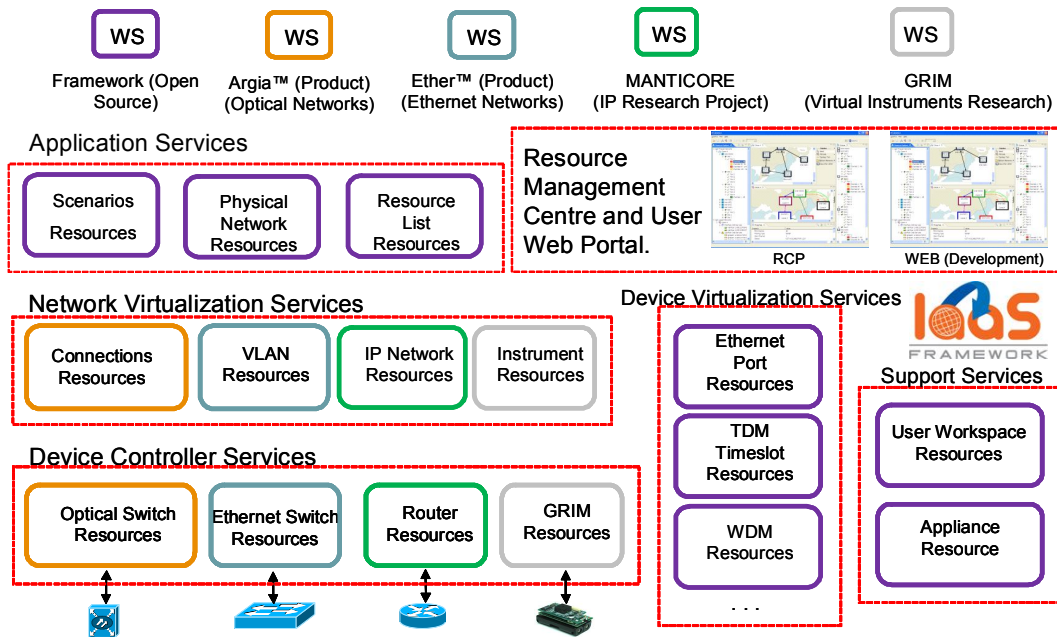 WS
WS
WS
WS
WS
Framework (Open
Source)
Argia™ (Product)
(Optical Networks)
Ether™ (Product)
(Ethernet Networks)
MANTICORE
(IP Research Project)
GRIM
(Virtual Instruments Research)
Application Services
Scenarios
Resources
Physical
Network
Resources
Resource
List
Resources
Resource
Management
Centre and User
Web Portal.
RCP
WEB (Development)
Network Virtualization Services
Connections
Resources
VLAN
Resources
IP Network
Resources
Instrument
Resources
Device Virtualization Services
Ethernet
Port
Resources
TDM
Timeslot
Resources
WDM
Resources
. . .
IaaS
FRAMEWORK
Support Services
User Workspace
Resources
Appliance
Resource
Device Controller Services
Optical Switch
Resources
Ethernet Switch
Resources
Router
Resources
GRIM
Resources